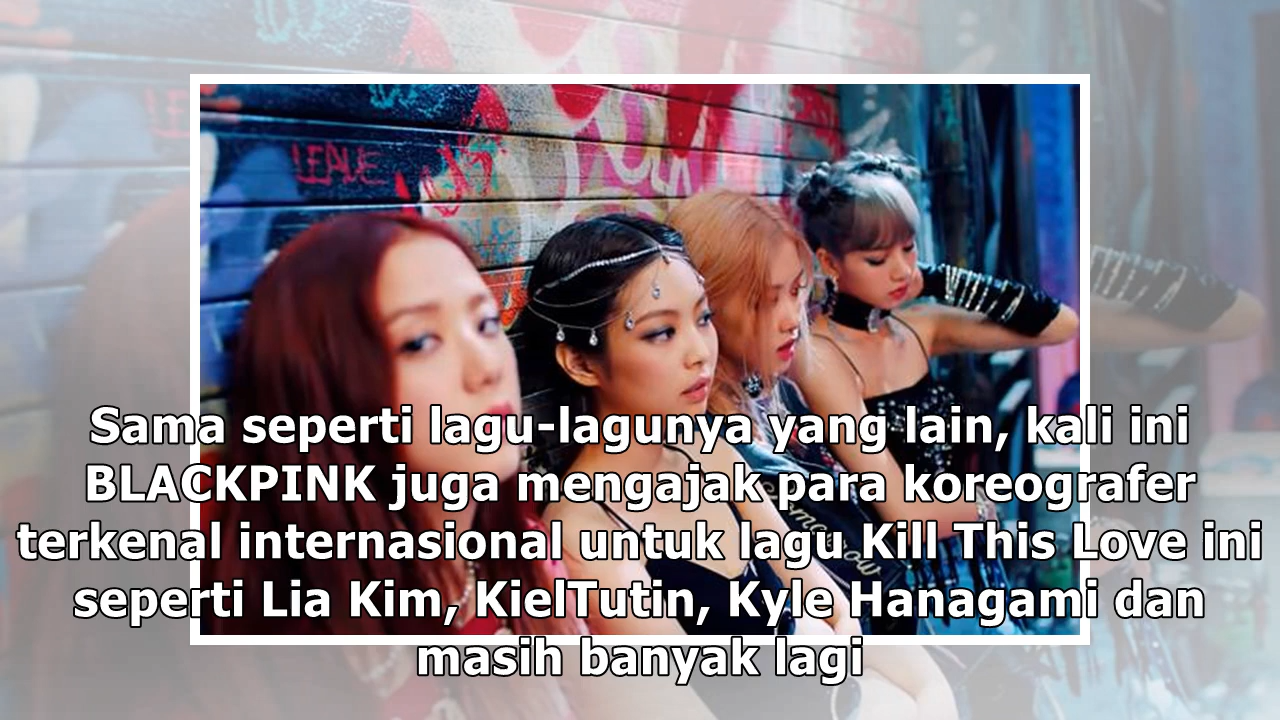 LEAVE
Sama seperti lagu-lagunya yang lain, kali ini
BLACKPINK juga mengajak para koreografer
terkenal internasional untuk lagu Kill This Love ini
seperti Lia Kim, KielTutin, Kyle Hanagami dan
masih banyak lagi